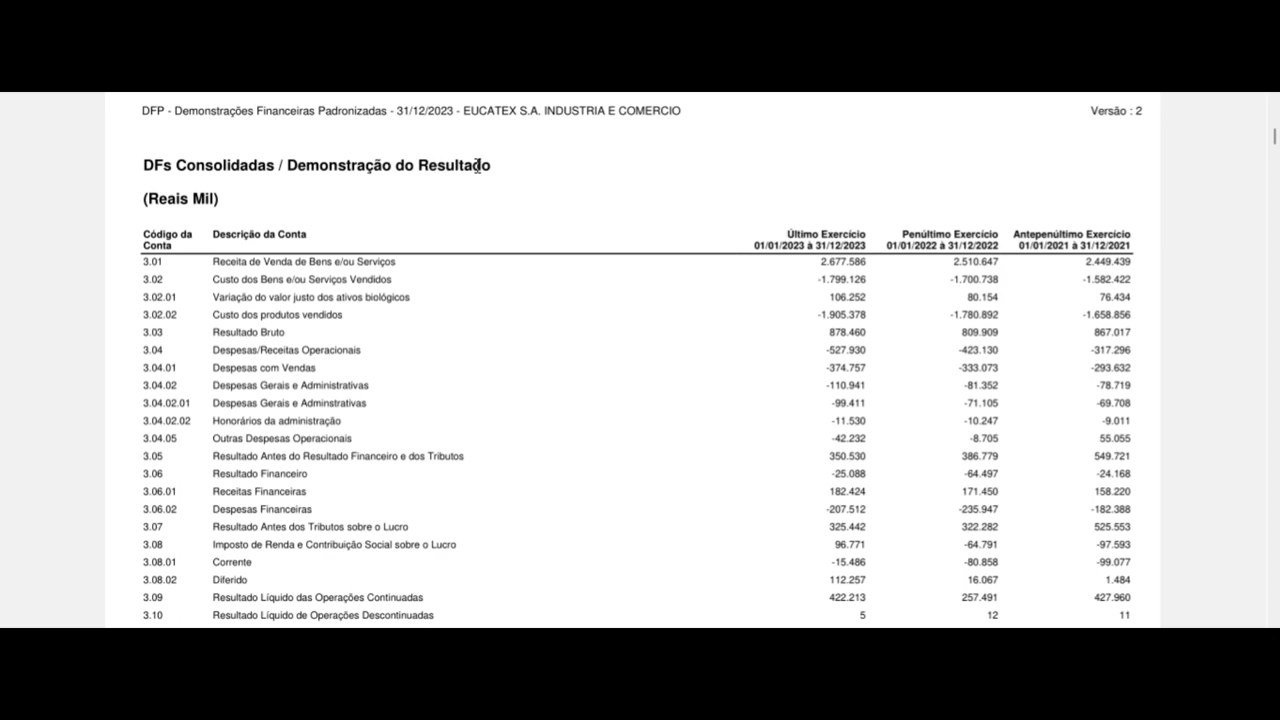 DFP - Demonstrações Financeiras Padronizadas - 31/12/2023 - EUCATEX S.A. INDUSTRIA E COMERCIO Versão : 2
DFs Consolidadas / Demonstração do Resultado
(Reais Mil)
Código da Conta Descrição da Conta Último Exercício 01/01/2023 à 31/12/2023 Penúltimo Exercício 01/01/2022 à 31/12/2022 Antepenúltimo Exercício 01/01/2021 à 31/12/2021
3.01 Receita de Venda de Bens e/ou Serviços 2.677.586 2.510.647 2.449.439
3.02 Custo dos Bens e/ou Serviços Vendidos -1.799.126 -1.700.738 -1.582.422
3.02.01 Variação do valor justo dos ativos biológicos 106.252 80.154 76.434
3.02.02 Custo dos produtos vendidos -1.905.378 -1.780.892 -1.658.856
3.03 Resultado Bruto 878.460 809.909 867.017
3.04 Despesas/Receitas Operacionais -527.930 -423.130 -317.296
3.04.01 Despesas com Vendas -374.757 -333.073 -293.632
3.04.02 Despesas Gerais e Administrativas -110.941 -81.352 -78.719
3.04.02.01 Despesas Gerais e Adminstrativas -99.411 -71.105 -69.708
3.04.02.02 Honorários da administração -11.530 -10.247 -9.011
3.04.05 Outras Despesas Operacionais -42.232 -8.705 55.055
3.05 Resultado Antes do Resultado Financeiro e dos Tributos 350.530 386.779 549.721
3.06 Resultado Financeiro -25.088 -64.497 -24.168
3.06.01 Receitas Financeiras 182.424 171.450 158.220
3.06.02 Despesas Financeiras -207.512 -235.947 -182.388
3.07 Resultado Antes dos Tributos sobre o Lucro 325.442 322.282 525.553
3.08 Imposto de Renda e Contribuição Social sobre o Lucro 96.771 -64.791 -97.593
3.08.01 Corrente -15.486 -80.858 -99.077
3.08.02 Diferido 112.257 16.067 1.484
3.09 Resultado Líquido das Operações Continuadas 422.213 257.491 427.960
3.10 Resultado Líquido de Operações Descontinuadas 5 12 11